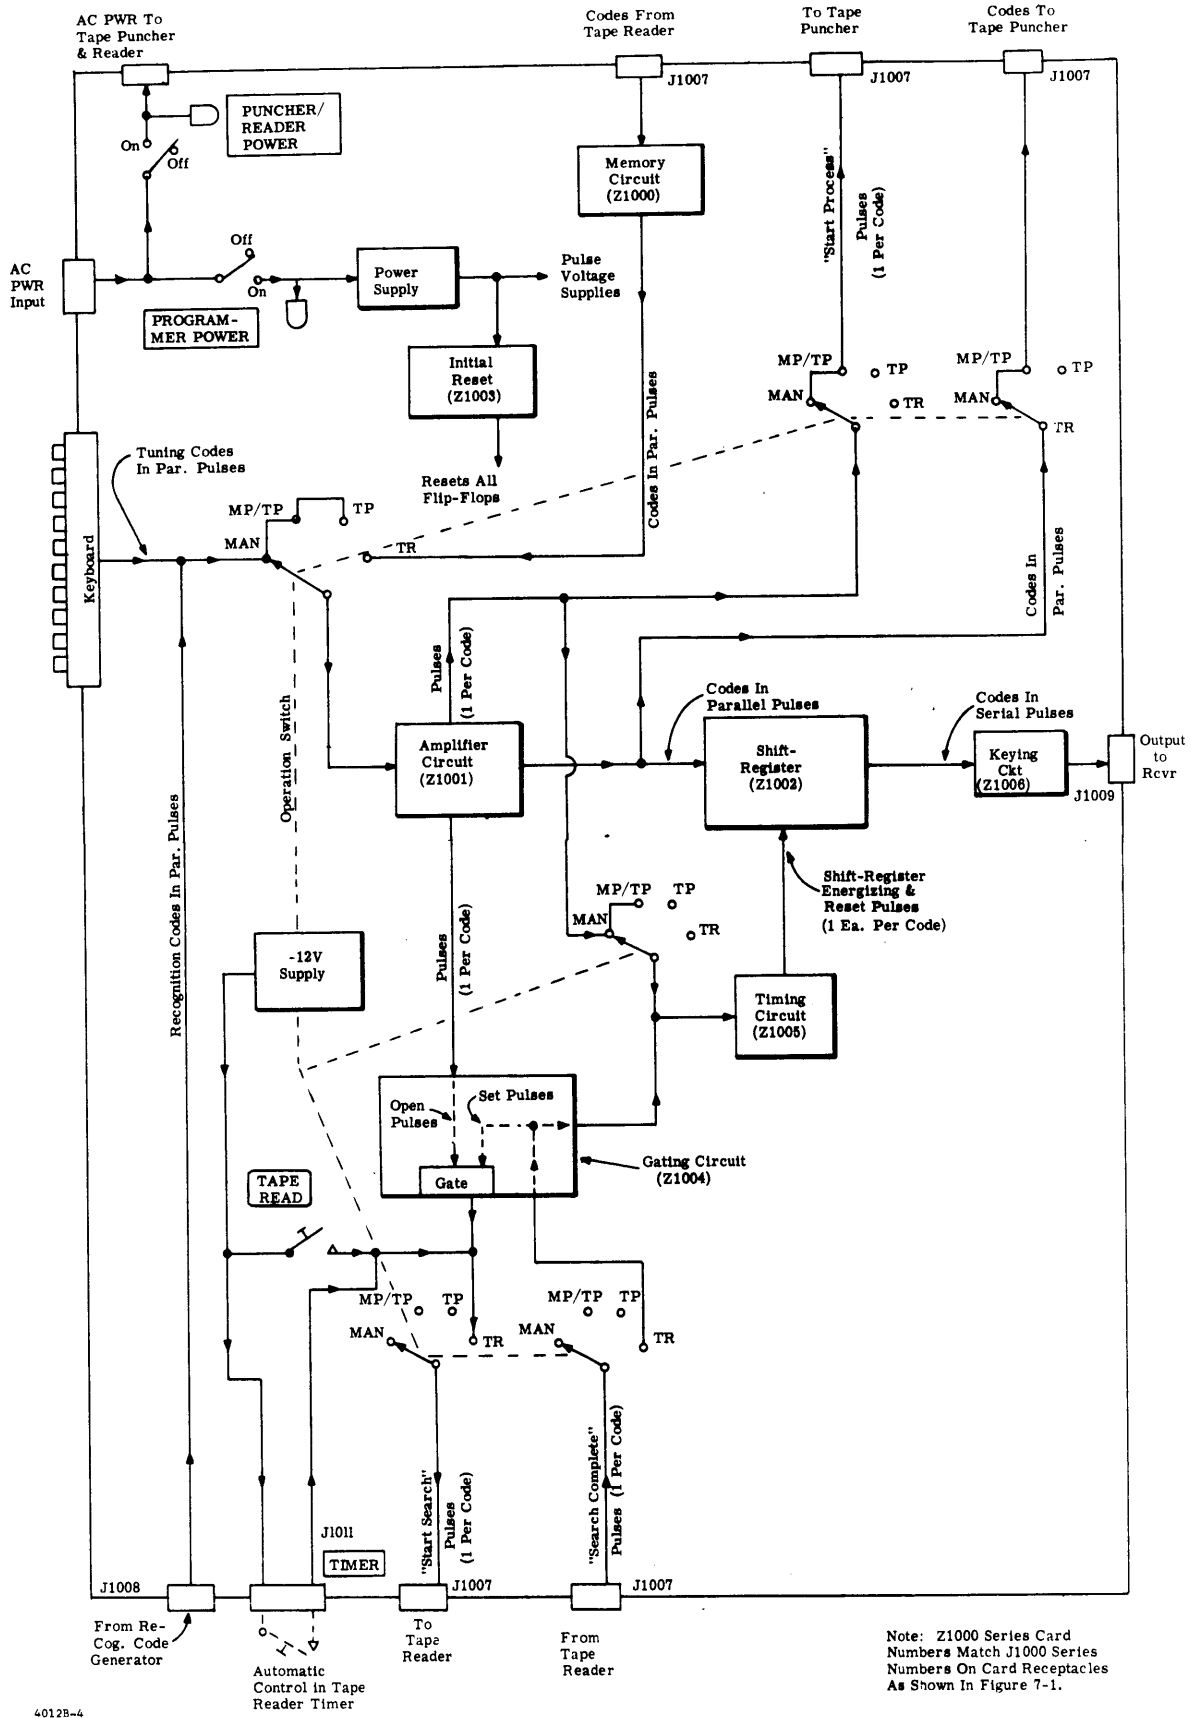 AC PWR To
Tape Puncher
& Reader
Codes From
Tape Reader
To Tape
Puncher
Codes To
Tape Puncher
J1007
J1007
J1007
PUNCHER/
READER
POWER
On
Off
Memory
Circuit
(Z1000)
"Start Process"
Pulses
(1 Per Code)
AC
PWR
Input
Off
On
PROGRAM-
MER POWER
Power
Supply
Pulse
Voltage
Supplies
Initial
Reset
(Z1003)
Resets All
Flip-Flops
Codes In Par. Pulses
MP/TP
TP
MAN
TR
MP/TP
TP
MAN
TR
Tuning Codes
In Par. Pulses
Keyboard
MP/TP
TP
MAN
TR
Codes In
Par. Pulses
Pulses
(1 Per Code)
Operation Switch
Recognition Codes In Par. Pulses
Amplifier
Circuit
(Z1001)
Codes In
Parallel Pulses
Shift-
Register
(Z1002)
Codes In
Serial Pulses
Keying
Ckt
(Z1006)
Output
to
Rcvr
J1009
Shift-Register
Energizing &
Reset Pulses
(1 Ea. Per Code)
MP/TP
TP
MAN
TR
Pulses
(1 Per Code)
-12V
Supply
Timing
Circuit
(Z1005)
Open
Pulses
Set Pulses
Gate
Gating Circuit
(Z1004)
TAPE
READ
MP/TP
TP
MAN
TR
MP/TP
TP
MAN
TR
"Start Search"
Pulses
(1 Per Code)
"Search Complete"
Pulses (1 Per Code)
J1011
TIMER
J1008
J1007
J1007
From Re-
Cog. Code
Generator
Automatic
Control in Tape
Reader Timer
To
Tape
Reader
From
Tape
Reader
Note: Z1000 Series Card
Numbers Match J1000 Series
Numbers On Card Receptacles
As Shown In Figure 7-1.
4012B-4